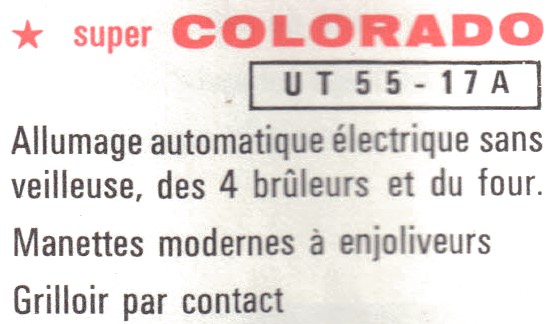 ★ super COLORADO
UT 55-17A
Allumage automatique électrique sans
veilleuse, des 4 brûleurs et du four.
Manettes modernes à enjoliveurs
Grilloir par contact